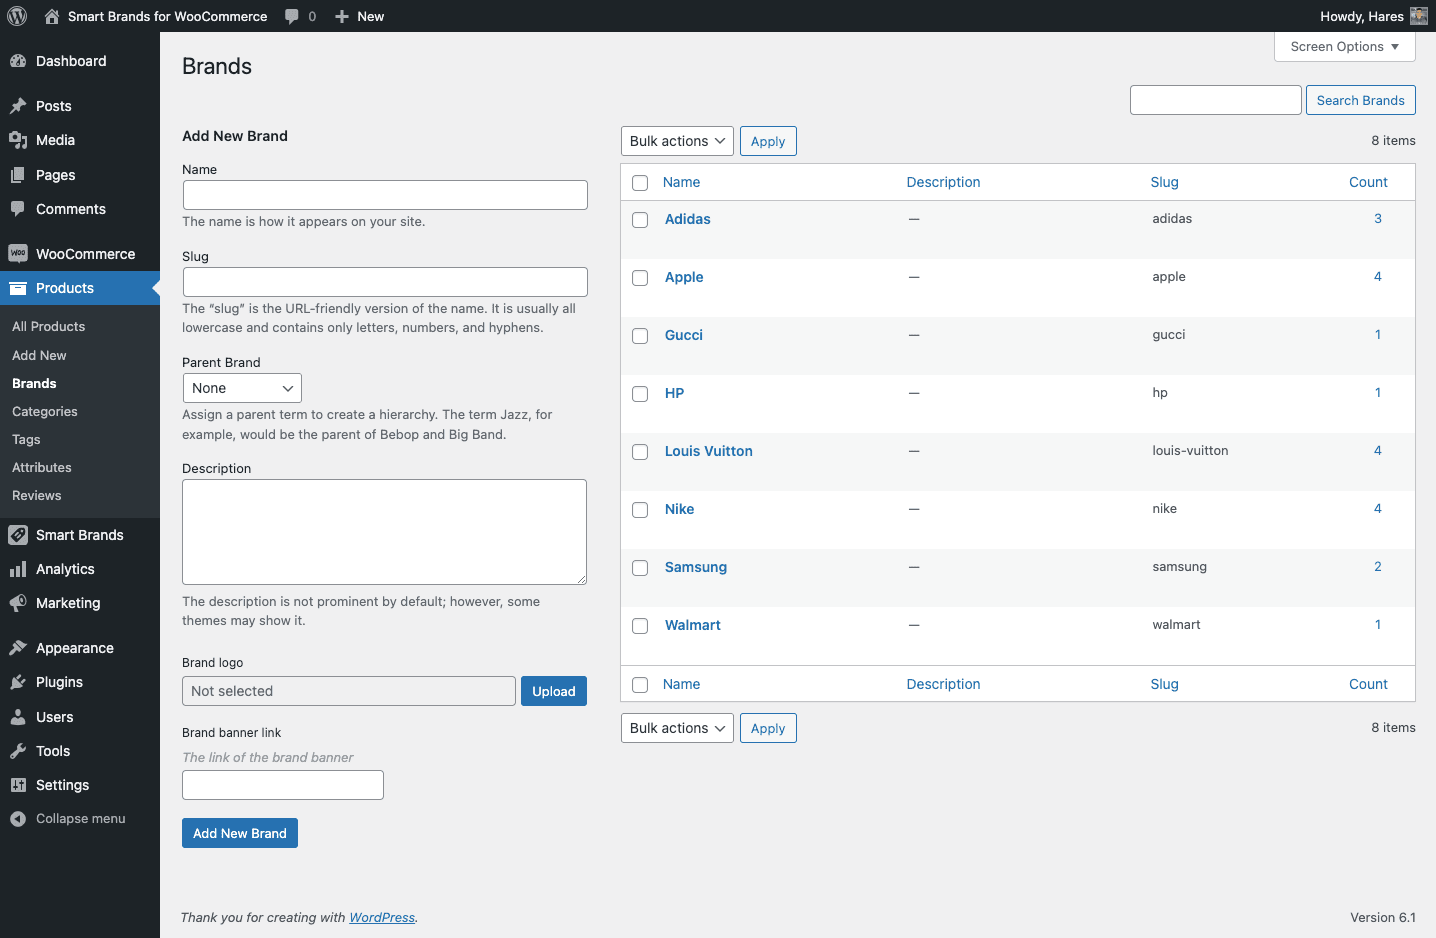 Smart Brands for WooCommerce
0
New
Howdy, Hares
Dashboard
Posts
Media
Pages
Comments
Woo
WooCommerce
Products
All Products
Add New
Brands
Categories
Tags
Attributes
Reviews
Smart Brands
Analytics
Marketing
Appearance
Plugins
Users
Tools
Settings
Collapse menu
Screen Options
Brands
Search Brands
Add New Brand
Name
The name is how it appears on your site.
Slug
The “slug” is the URL-friendly version of the name. It is usually all
lowercase and contains only letters, numbers, and hyphens.
Parent Brand
None
Assign a parent term to create a hierarchy. The term Jazz, for
example, would be the parent of Bebop and Big Band.
Description
The description is not prominent by default; however, some
themes may show it.
Brand logo
Not selected
Upload
Brand banner link
The link of the brand banner
Add New Brand
Bulk actions
Apply
8 items
Name Description Slug Count
Adidas — adidas 3
Apple — apple 4
Gucci — gucci 1
HP — hp 1
Louis Vuitton — louis-vuitton 4
Nike — nike 4
Samsung — samsung 2
Walmart — walmart 1
Name Description Slug Count
Bulk actions
Apply
8 items
Thank you for creating with WordPress.
Version 6.1